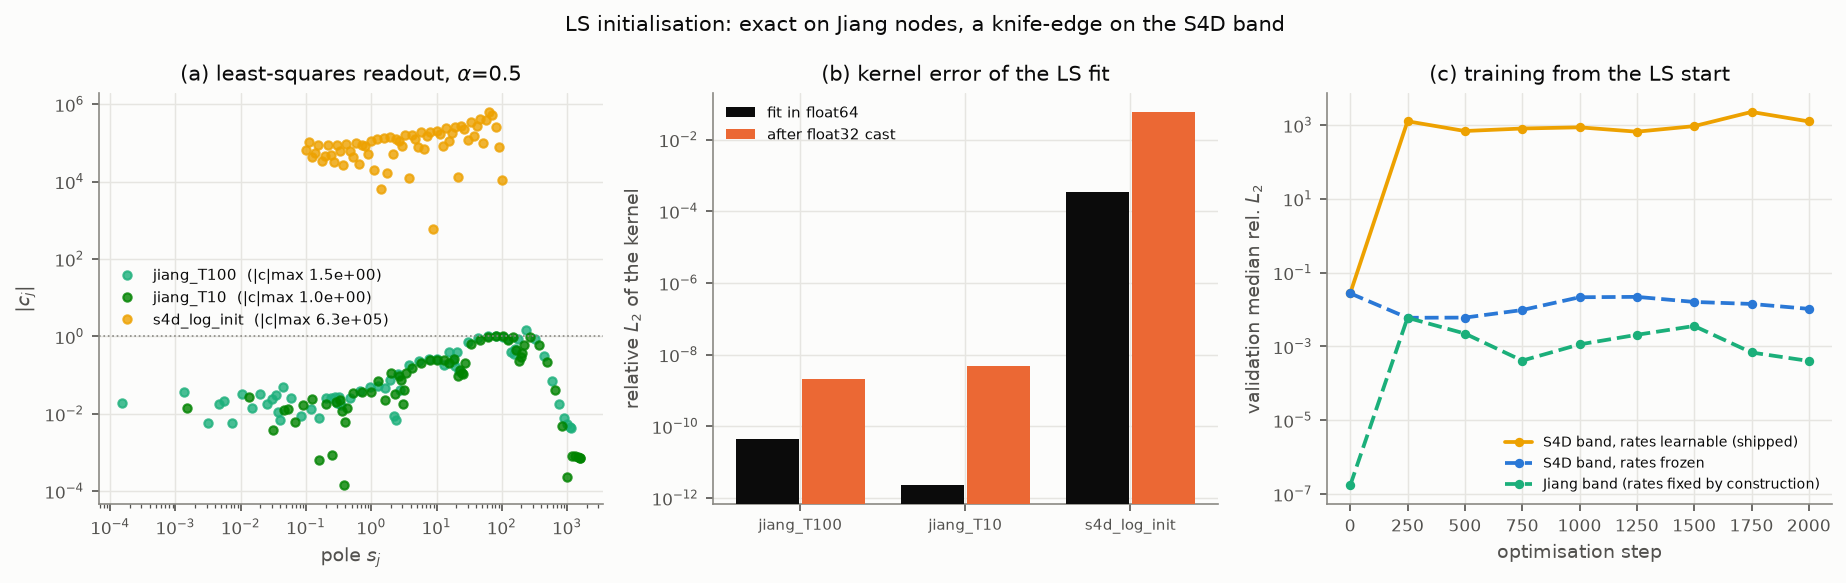 LS initialisation: exact on Jiang nodes, a knife-edge on the S4D band
(a) least-squares readout, α=0.5
|c_j|
10^6
10^4
10^2
10^0
10^−2
10^−4
jiang_T100 (|c|max 1.5e+00)
jiang_T10 (|c|max 1.0e+00)
s4d_log_init (|c|max 6.3e+05)
10^−4 10^−3 10^−2 10^−1 10^0 10^1 10^2 10^3
pole s_j
(b) kernel error of the LS fit
relative L_2 of the kernel
10^−2
10^−4
10^−6
10^−8
10^−10
10^−12
fit in float64
after float32 cast
jiang_T100 jiang_T10 s4d_log_init
(c) training from the LS start
validation median rel. L_2
10^3
10^1
10^−1
10^−3
10^−5
10^−7
S4D band, rates learnable (shipped)
S4D band, rates frozen
Jiang band (rates fixed by construction)
0 250 500 750 1000 1250 1500 1750 2000
optimisation step